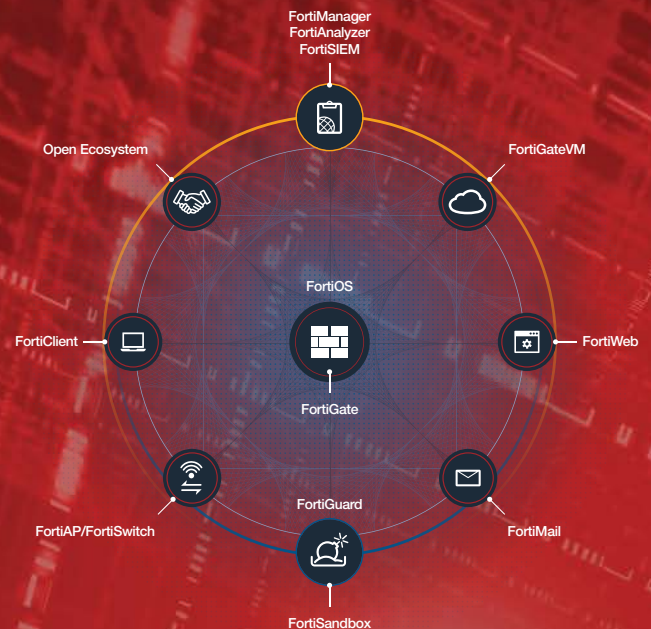 FortiManager
FortiAnalyzer
FortiSIEM
Open Ecosystem
FortiGateVM
FortiOS
FortiClient
FortiWeb
FortiGate
FortiGuard
FortiAP/FortiSwitch
FortiMail
FortiSandbox